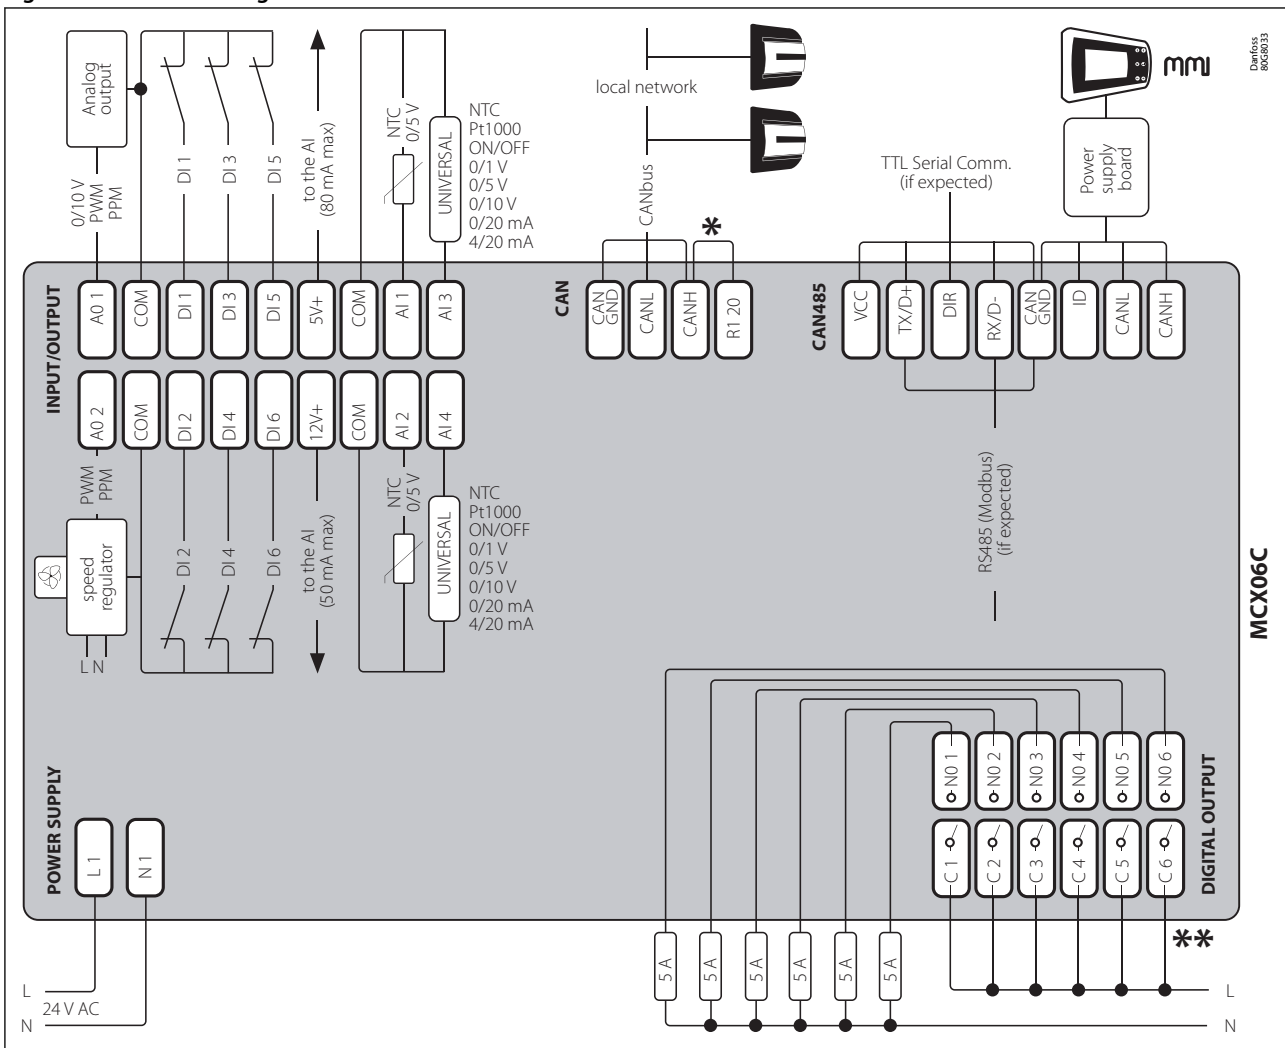 Danfoss
80G8033
Analog
output
0/10 V
PWM
PPM
DI 1
DI 3
DI 5
to the AI
(80 mA max)
NTC
0/5 V
UNIVERSAL
NTC
Pt1000
ON/OFF
0/1 V
0/5 V
0/10 V
0/20 mA
4/20 mA
local network
CANbus
*
TTL Serial Comm.
(if expected)
MMI
Power
supply
board
INPUT/OUTPUT
A0 1
COM
DI 1
DI 3
DI 5
5V+
COM
AI 1
AI 3
CAN
CAN
GND
CANL
CANH
R1 20
CAN485
VCC
TX/D+
DIR
RX/D-
CAN
GND
ID
CANL
CANH
A0 2
COM
DI 2
DI 4
DI 6
12V+
COM
AI 2
AI 4
PWM
PPM
speed
regulator
L N
DI 2
DI 4
DI 6
to the AI
(50 mA max)
NTC
0/5 V
UNIVERSAL
NTC
Pt1000
ON/OFF
0/1 V
0/5 V
0/10 V
0/20 mA
4/20 mA
RS485 (Modbus)
(if expected)
MCX06C
POWER SUPPLY
L 1
N 1
N0 1
N0 2
N0 3
N0 4
N0 5
N0 6
C 1
C 2
C 3
C 4
C 5
C 6
DIGITAL OUTPUT
**
5 A
5 A
5 A
5 A
5 A
5 A
L
24 V AC
N
L
N